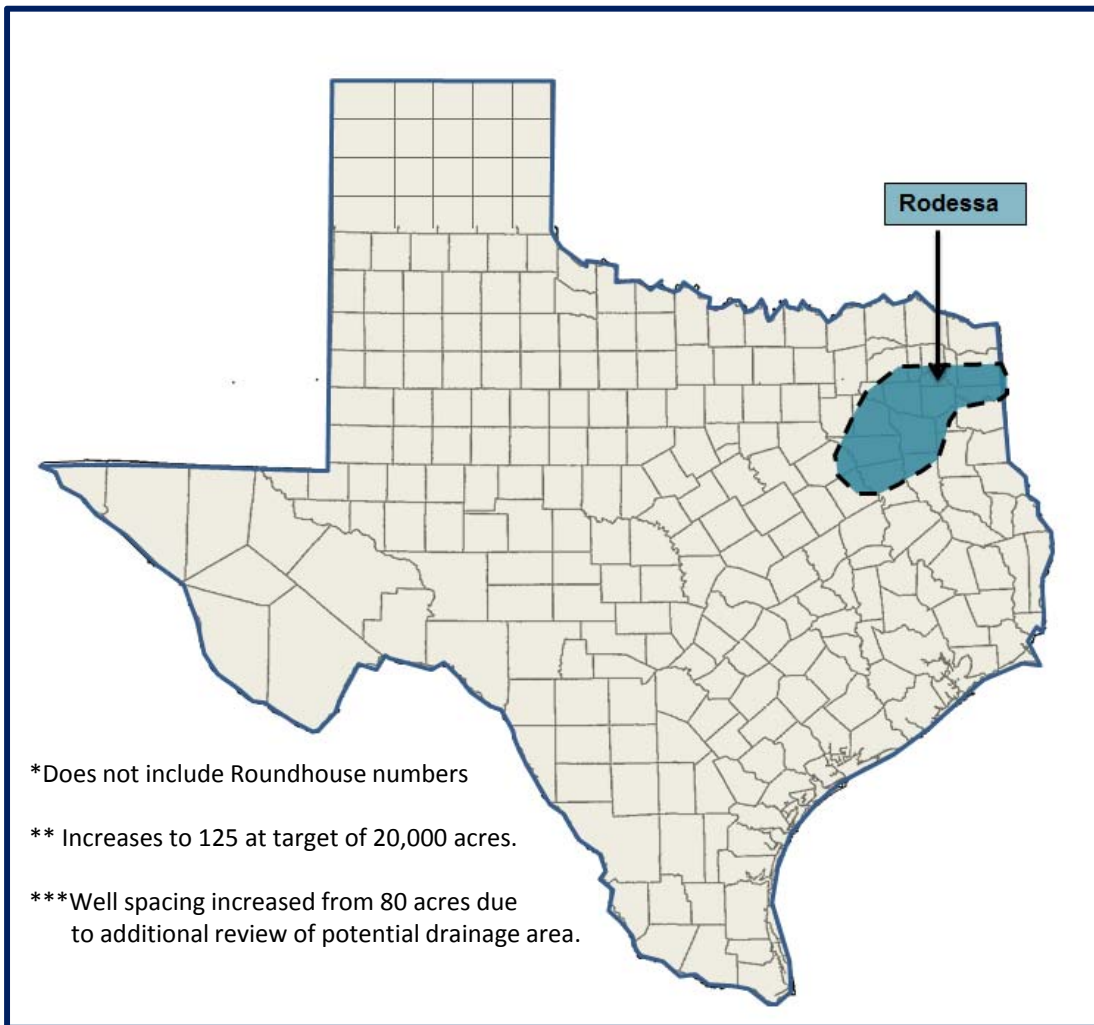 Rodessa
*Does not include Roundhouse numbers
** Increases to 125 at target of 20,000 acres.
***Well spacing increased from 80 acres due
to additional review of potential drainage area.